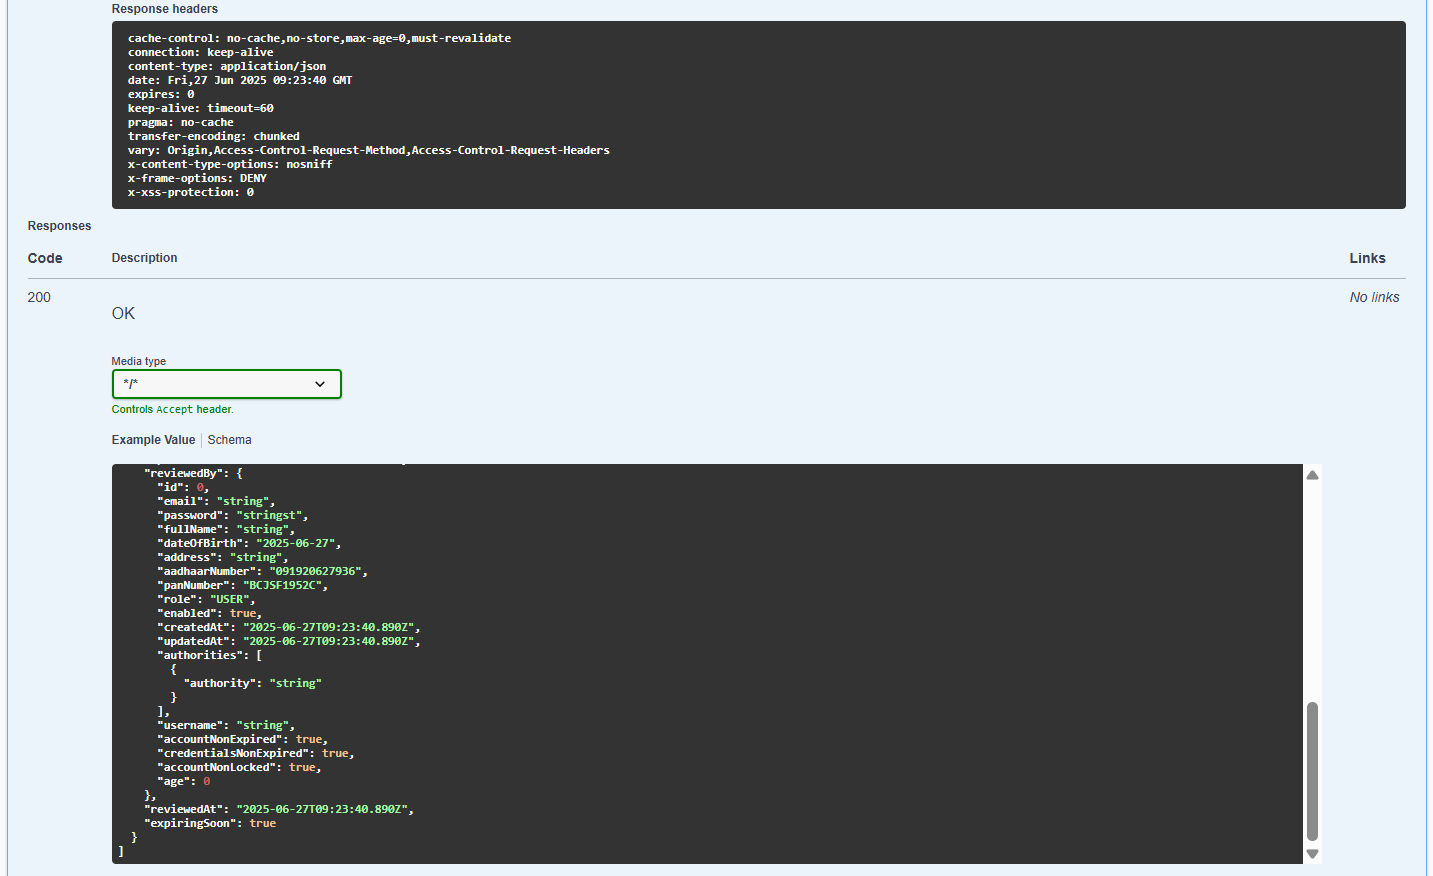 Response headers
cache-control: no-cache,no-store,max-age=0,must-revalidate
connection: keep-alive
content-type: application/json
date: Fri,27 Jun 2025 09:23:40 GMT
expires: 0
keep-alive: timeout=60
pragma: no-cache
transfer-encoding: chunked
vary: Origin,Access-Control-Request-Method,Access-Control-Request-Headers
x-content-type-options: nosniff
x-frame-options: DENY
x-xss-protection: 0
Responses
Code Description Links
200 OK No links
Media type
*/*
Controls Accept header.
Example Value Schema
"reviewedBy": {
"id": 0,
"email": "string",
"password": "stringst",
"fullName": "string",
"dateOfBirth": "2025-06-27",
"address": "string",
"aadhaarNumber": "091920627936",
"panNumber": "BCJSF1952C",
"role": "USER",
"enabled": true,
"createdAt": "2025-06-27T09:23:40.890Z",
"updatedAt": "2025-06-27T09:23:40.890Z",
"authorities": [
{
"authority": "string"
}
],
"username": "string",
"accountNonExpired": true,
"credentialsNonExpired": true,
"accountNonLocked": true,
"age": 0
},
"reviewedAt": "2025-06-27T09:23:40.890Z",
"expiringSoon": true
}
]